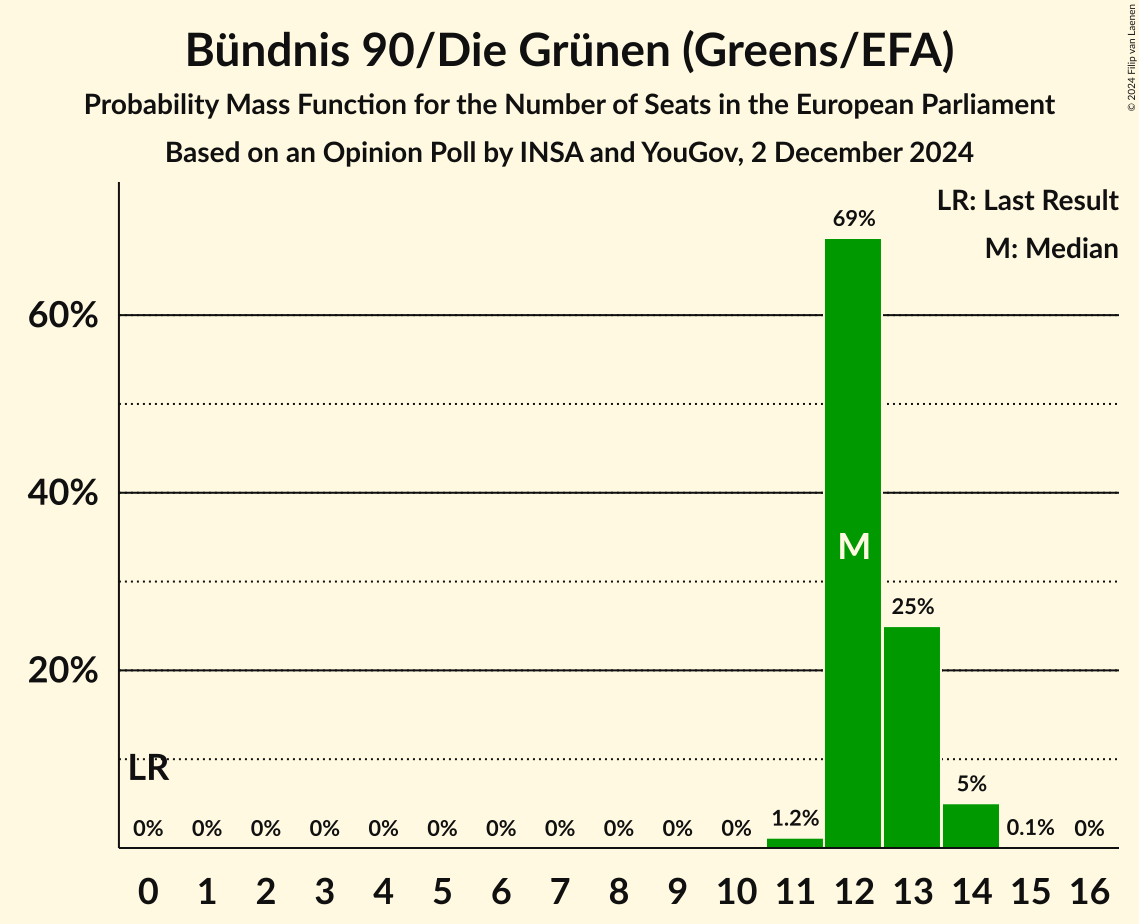 Bündnis 90/Die Grünen (Greens/EFA)
Probability Mass Function for the Number of Seats in the European Parliament
Based on an Opinion Poll by INSA and YouGov, 2 December 2024
© 2024 Filip van Laenen
LR: Last Result
M: Median
69%
60%
40%
M
25%
20%
LR
5%
0% 0% 0% 0% 0% 0% 0% 0% 0% 0% 0% 1.2% 0.1% 0%
0 1 2 3 4 5 6 7 8 9 10 11 12 13 14 15 16